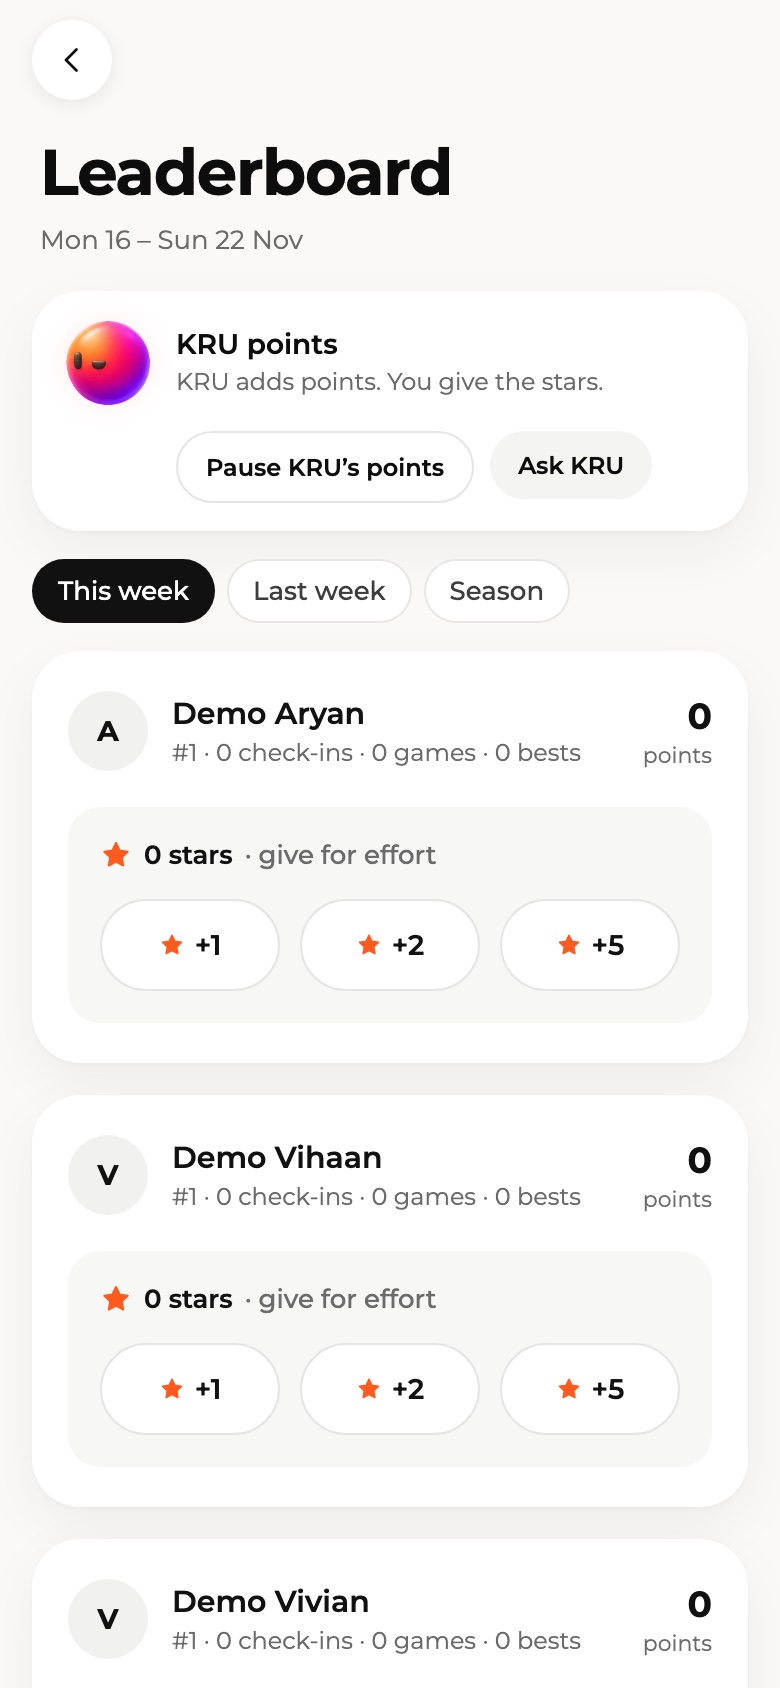 Leaderboard
Mon 16 – Sun 22 Nov
KRU points
KRU adds points. You give the stars.
Pause KRU’s points
Ask KRU
This week
Last week
Season
A
Demo Aryan
#1 · 0 check-ins · 0 games · 0 bests
0
points
0 stars · give for effort
+1
+2
+5
V
Demo Vihaan
#1 · 0 check-ins · 0 games · 0 bests
0
points
0 stars · give for effort
+1
+2
+5
V
Demo Vivian
#1 · 0 check-ins · 0 games · 0 bests
0
points